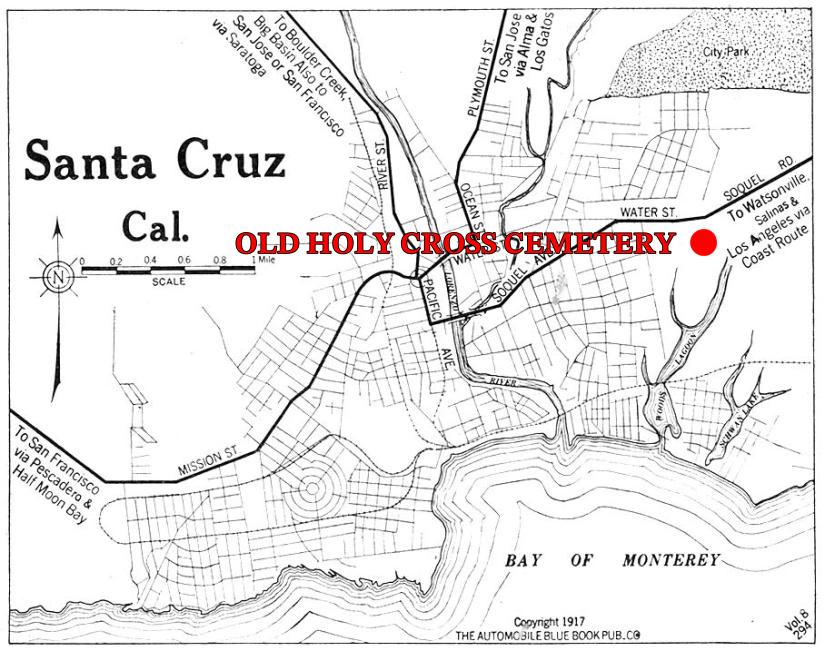 To Boulder Creek,
Big Basin Also to
San Jose or San Francisco
via Saratoga
PLYMOUTH ST.
To San Jose
via Alma &
Los Gatos
City Park
Santa Cruz
Cal.
RIVER ST.
OCEAN ST.
WATER ST.
SOQUEL RD.
To Watsonville,
Salinas &
Los Angeles via
Coast Route
OLD HOLY CROSS CEMETERY
N
0 0.2 0.4 0.6 0.8 1 Mile
SCALE
SOQUEL AVE.
PACIFIC
AVE.
RIVER
WOODS
LAGOON
SCHWAN LAKE
MISSION ST
To San Francisco
via Pescadero &
Half Moon Bay
BAY OF MONTEREY
Copyright 1917
THE AUTOMOBILE BLUE BOOK PUB. CO
Vol. 8
294